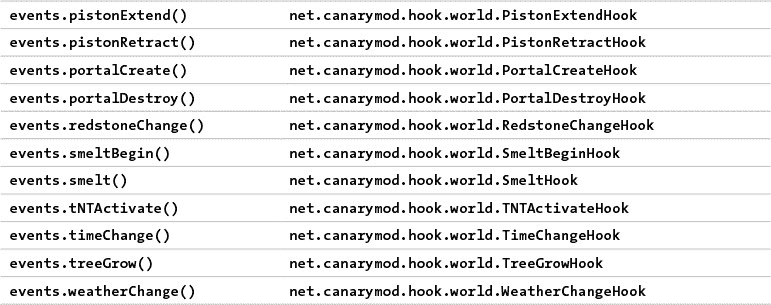 events.pistonExtend() net.canarymod.hook.world.PistonExtendHook
events.pistonRetract() net.canarymod.hook.world.PistonRetractHook
events.portalCreate() net.canarymod.hook.world.PortalCreateHook
events.portalDestroy() net.canarymod.hook.world.PortalDestroyHook
events.redstoneChange() net.canarymod.hook.world.RedstoneChangeHook
events.smeltBegin() net.canarymod.hook.world.SmeltBeginHook
events.smelt() net.canarymod.hook.world.SmeltHook
events.tNTActivate() net.canarymod.hook.world.TNTActivateHook
events.timeChange() net.canarymod.hook.world.TimeChangeHook
events.treeGrow() net.canarymod.hook.world.TreeGrowHook
events.weatherChange() net.canarymod.hook.world.WeatherChangeHook